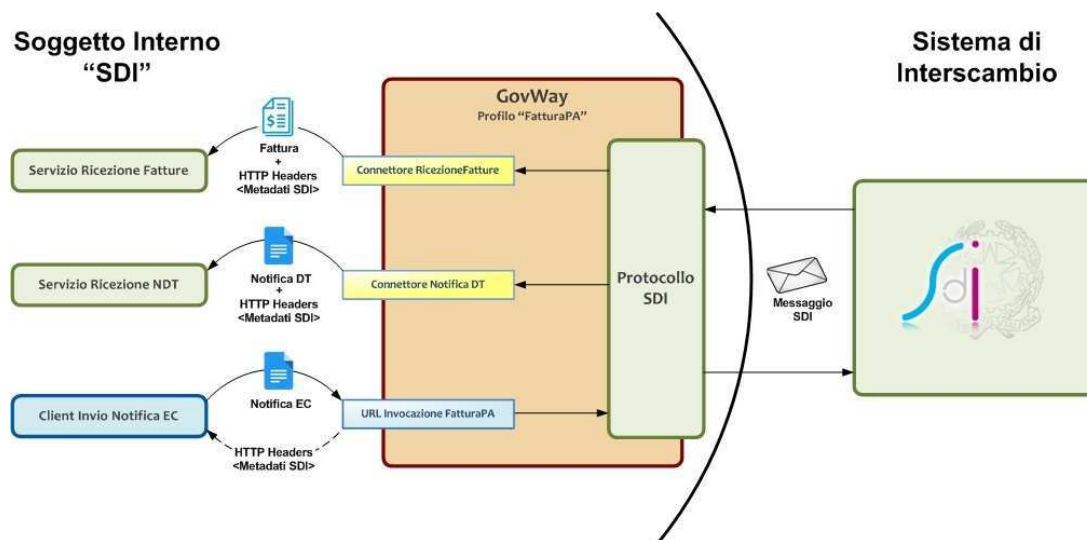 Soggetto Interno
“SDI”
Sistema di
Interscambio
GovWay
Profilo “FatturaPA”
Servizio Ricezione Fatture
Fattura
+
HTTP Headers
<Metadati SDI>
Connettore RicezioneFatture
Servizio Ricezione NDT
Notifica DT
+
HTTP Headers
<Metadati SDI>
Connettore Notifica DT
Protocollo
SDI
Messaggio
SDI
Sdi
Client Invio Notifica EC
Notifica EC
URL Invocazione FatturaPA
HTTP Headers
<Metadati SDI>